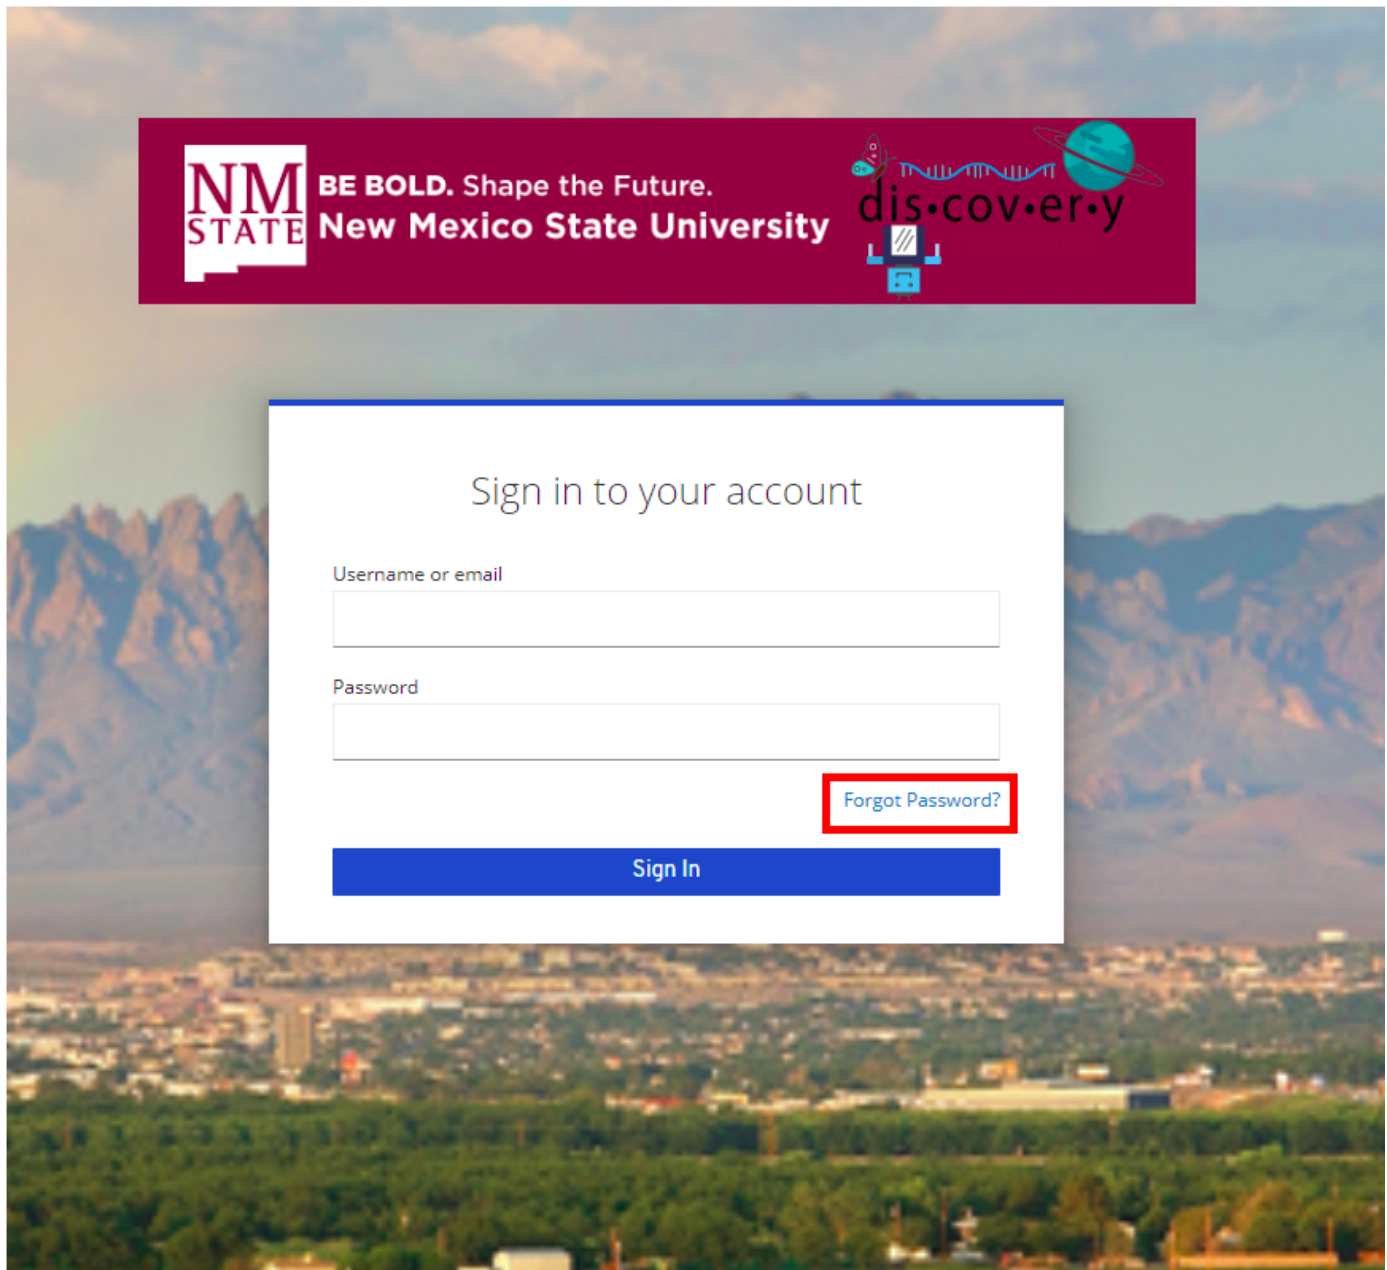 NM
STATE
BE BOLD. Shape the Future.
New Mexico State University
dis•cov•er•y
Sign in to your account
Username or email
Password
Forgot Password?
Sign In